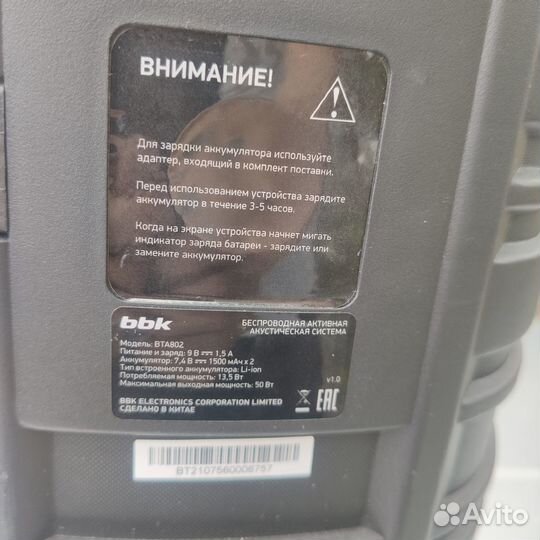 ВНИМАНИЕ!
Для зарядки аккумулятора используйте
адаптер, входящий в комплект поставки.
Перед использованием устройства зарядите
аккумулятор в течение 3-5 часов.
Когда на экране устройства начнет мигать
индикатор заряда батареи - зарядите или
замените аккумулятор.
bbk
БЕСПРОВОДНАЯ АКТИВНАЯ
АКУСТИЧЕСКАЯ СИСТЕМА
Модель: BTA802
Питание и заряд: 9 В ⎓ 1,5 А
Аккумулятор: 7,4 В ⎓ 1500 мАч х 2
Тип встроенного аккумулятора: Li-ion
Потребляемая мощность: 13,5 Вт
Максимальная выходная мощность: 50 Вт
v1.0
BBK ELECTRONICS CORPORATION LIMITED
СДЕЛАНО В КИТАЕ
EAC
BT2107560006757
Avito